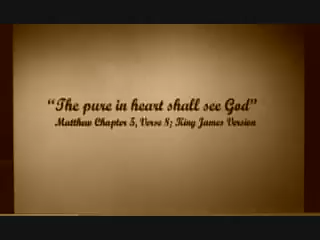 "The pure in heart shall see God"
Matthew Chapter 5, Verse 8; King James Version